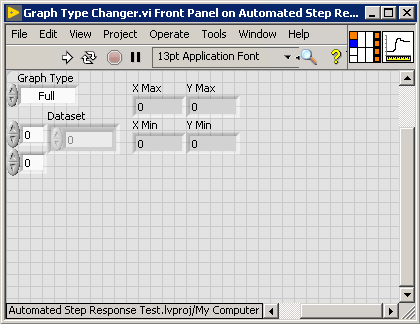 Graph Type Changer.vi Front Panel on Automated Step Re...
File Edit View Project Operate Tools Window Help
13pt Application Font
?
Graph Type
Full
X Max Y Max
0 0
Dataset
0 0
X Min Y Min
0 0
0
Automated Step Response Test.lvproj/My Computer